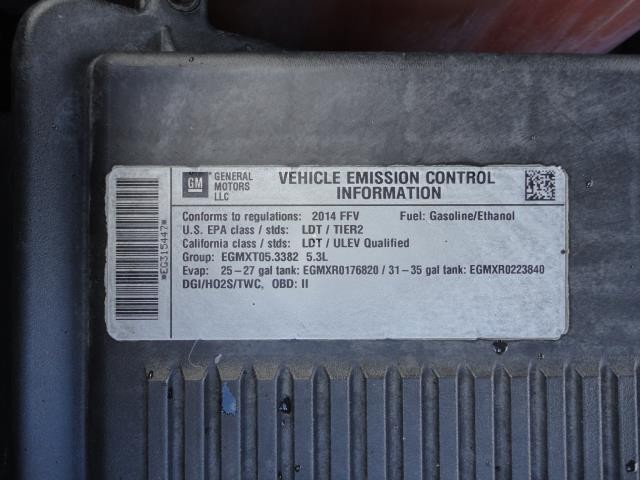 GM GENERAL MOTORS LLC
VEHICLE EMISSION CONTROL INFORMATION
Conforms to regulations: 2014 FFV Fuel: Gasoline/Ethanol
U.S. EPA class / stds: LDT / TIER2
California class / stds: LDT / ULEV Qualified
Group: EGMXT05.3382 5.3L
Evap: 25-27 gal tank: EGMXR0176820 / 31-35 gal tank: EGMXR0223840
DGI/HO2S/TWC, OBD: II
*EG315447*